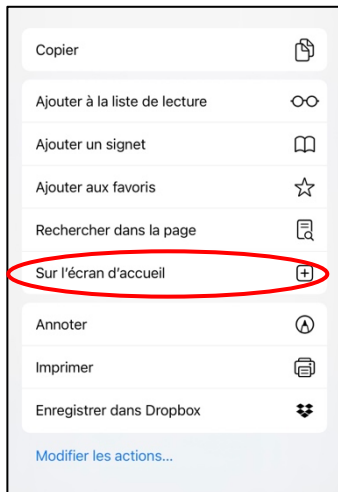 Copier
Ajouter à la liste de lecture
Ajouter un signet
Ajouter aux favoris
Rechercher dans la page
Sur l'écran d'accueil
Annoter
Imprimer
Enregistrer dans Dropbox
Modifier les actions...